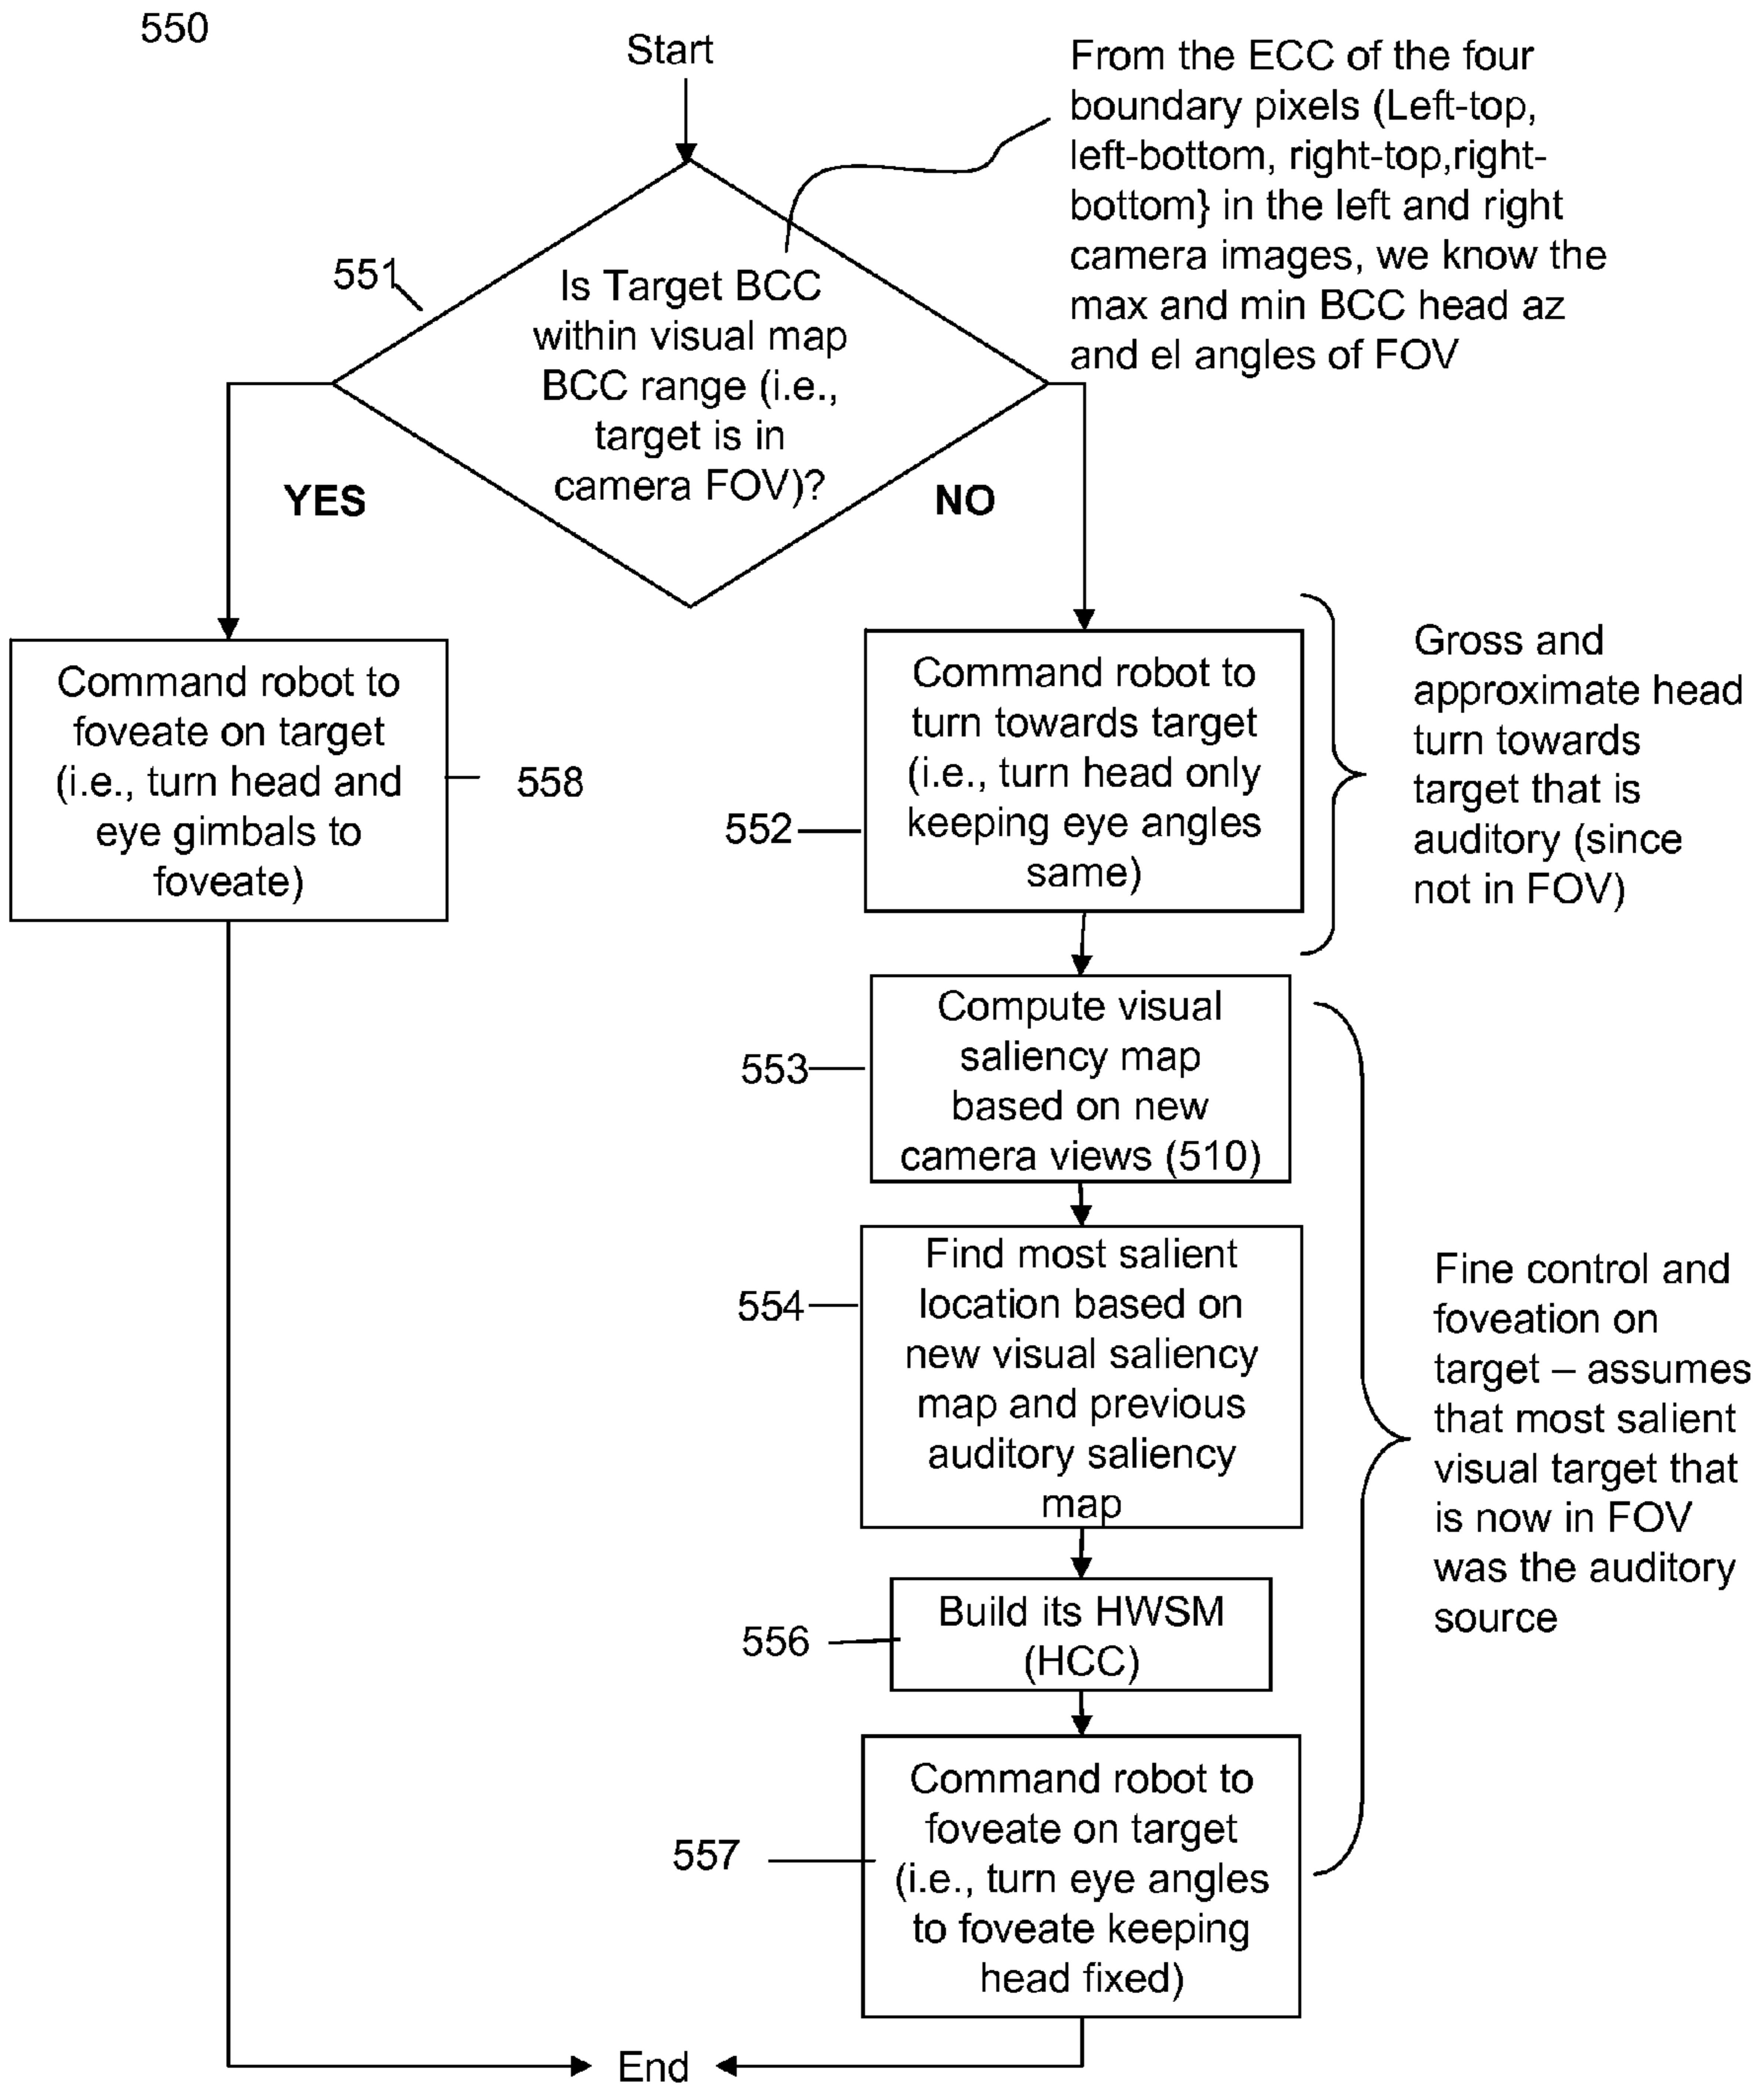 550
Start
From the ECC of the four
boundary pixels (Left-top,
left-bottom, right-top,right-
bottom} in the left and right
camera images, we know the
max and min BCC head az
and el angles of FOV
551
Is Target BCC
within visual map
BCC range (i.e.,
target is in
camera FOV)?
YES
NO
Command robot to
foveate on target
(i.e., turn head and
eye gimbals to
foveate)
558
552
Command robot to
turn towards target
(i.e., turn head only
keeping eye angles
same)
Gross and
approximate head
turn towards
target that is
auditory (since
not in FOV)
553
Compute visual
saliency map
based on new
camera views (510)
554
Find most salient
location based on
new visual saliency
map and previous
auditory saliency
map
Fine control and
foveation on
target – assumes
that most salient
visual target that
is now in FOV
was the auditory
source
556
Build its HWSM
(HCC)
557
Command robot to
foveate on target
(i.e., turn eye angles
to foveate keeping
head fixed)
End